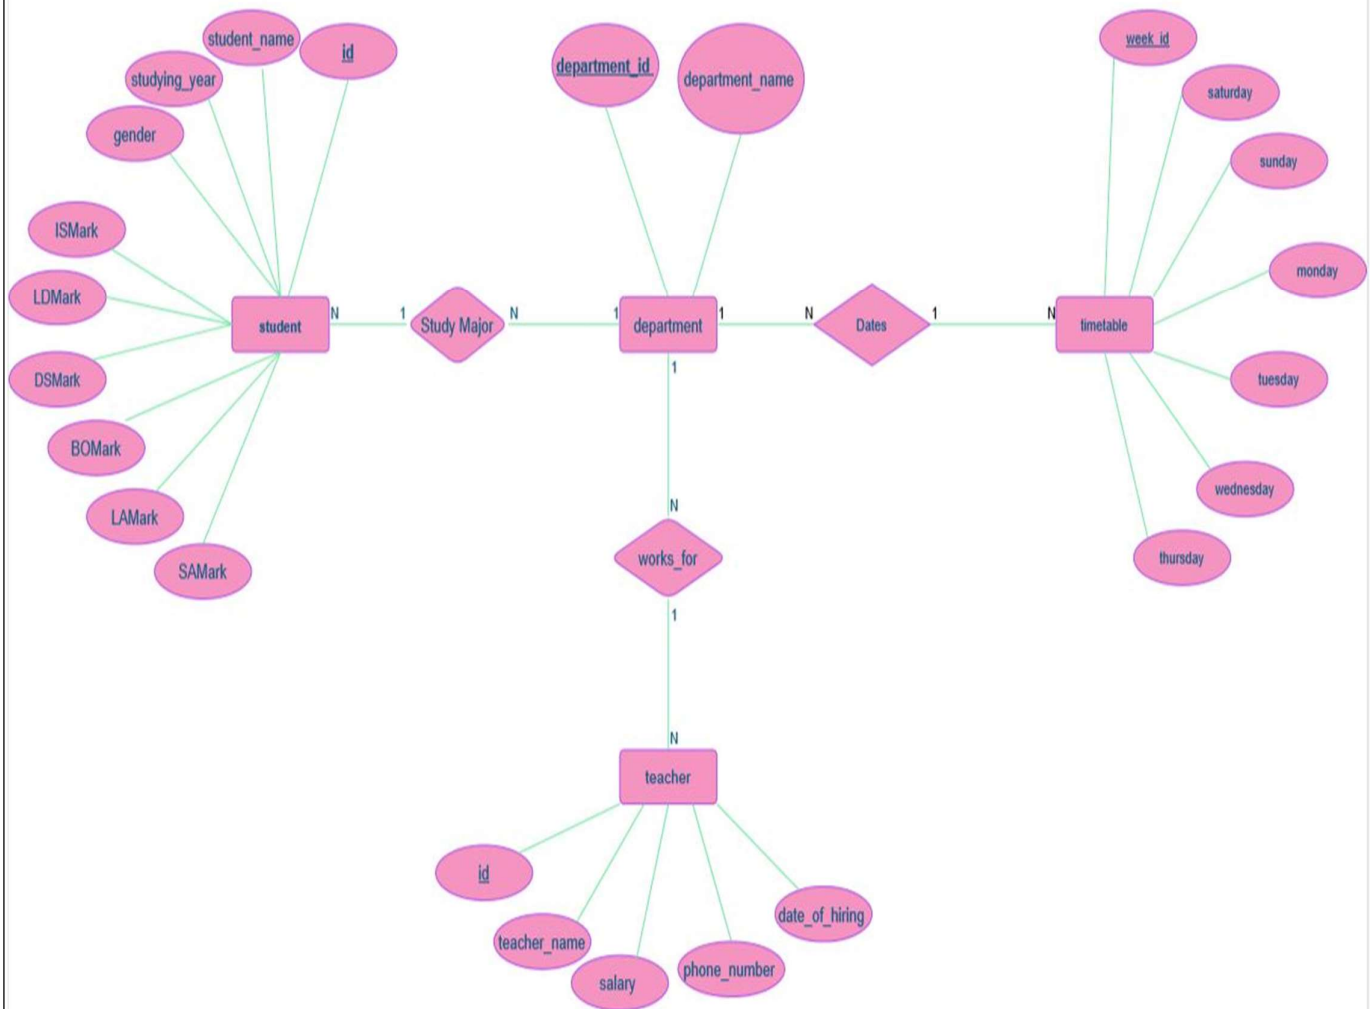 student_name
id
studying_year
gender
ISMark
LDMark
DSMark
BOMark
LAMark
SAMark
student
N
1
Study Major
N
1
department_id
department_name
department
1
N
Dates
1
N
timetable
week_id
saturday
sunday
monday
tuesday
wednesday
thursday
1
N
works_for
1
N
teacher
id
teacher_name
salary
phone_number
date_of_hiring